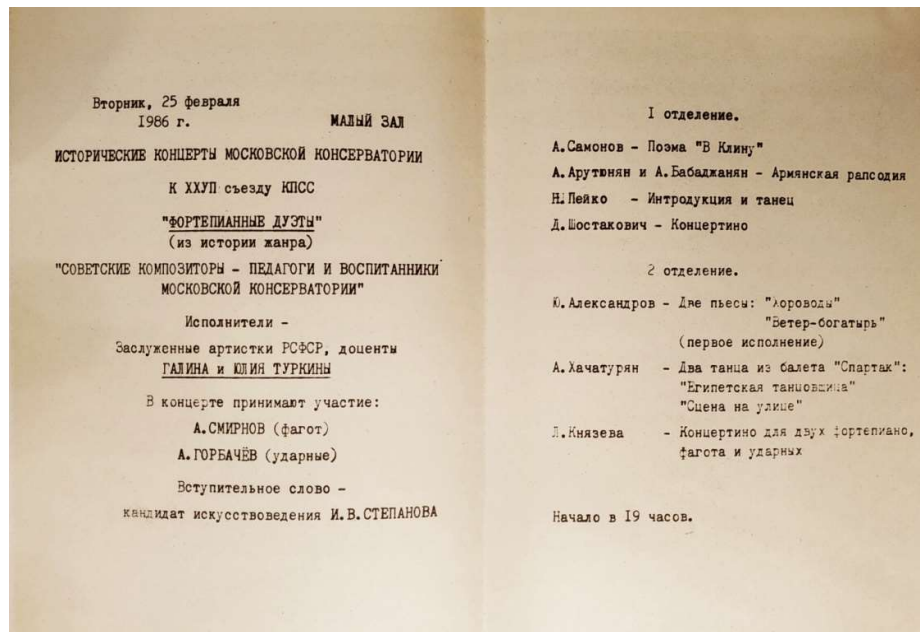 Вторник, 25 февраля
1986 г. МАЛЫЙ ЗАЛ
ИСТОРИЧЕСКИЕ КОНЦЕРТЫ МОСКОВСКОЙ КОНСЕРВАТОРИИ
К ХХУП съезду КПСС
"ФОРТЕПИАННЫЕ ДУЭТЫ"
(из истории жанра)
"СОВЕТСКИЕ КОМПОЗИТОРЫ - ПЕДАГОГИ И ВОСПИТАННИКИ
МОСКОВСКОЙ КОНСЕРВАТОРИИ"
Исполнители -
Заслуженные артистки РСФСР, доценты
ГАЛИНА и ЮЛИЯ ТУРКИНЫ
В концерте принимают участие:
А.СМИРНОВ (фагот)
А.ГОРБАЧЁВ (ударные)
Вступительное слово -
кандидат искусствоведения И.В.СТЕПАНОВА
I отделение.
А.Самонов - Поэма "В Клину"
А.Арутюнян и А.Бабаджанян - Армянская рапсодия
Н.Пейко - Интродукция и танец
Д.Шостакович - Концертино
2 отделение.
Ю.Александров - Две пьесы: "Хороводы"
"Ветер-богатырь"
(первое исполнение)
А.Хачатурян - Два танца из балета "Спартак":
"Египетская танцовщица"
"Сцена на улице"
Л.Князева - Концертино для двух фортепиано,
фагота и ударных
Начало в I9 часов.